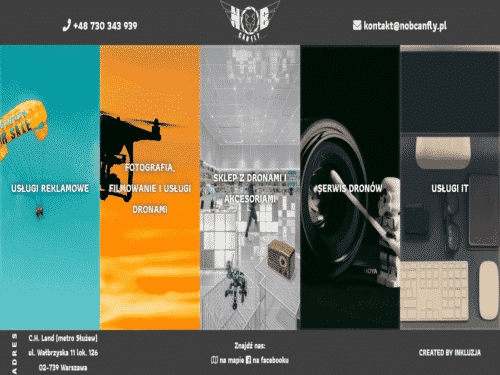 +48 730 343 939
NOB
CANFLY
kontakt@nobcanfly.pl
USŁUGI REKLAMOWE
FOTOGRAFIA,
FILMOWANIE I USŁUGI
DRONAMI
SKLEP Z DRONAMI I
AKCESORIAMI
SERWIS DRONÓW
USŁUGI IT
ADRES
C.H. Land (metro Służew)
ul. Wałbrzyska 11 lok. 126
02-739 Warszawa
Znajdź nas:
na mapie na facebooku
CREATED BY INKLUZJA